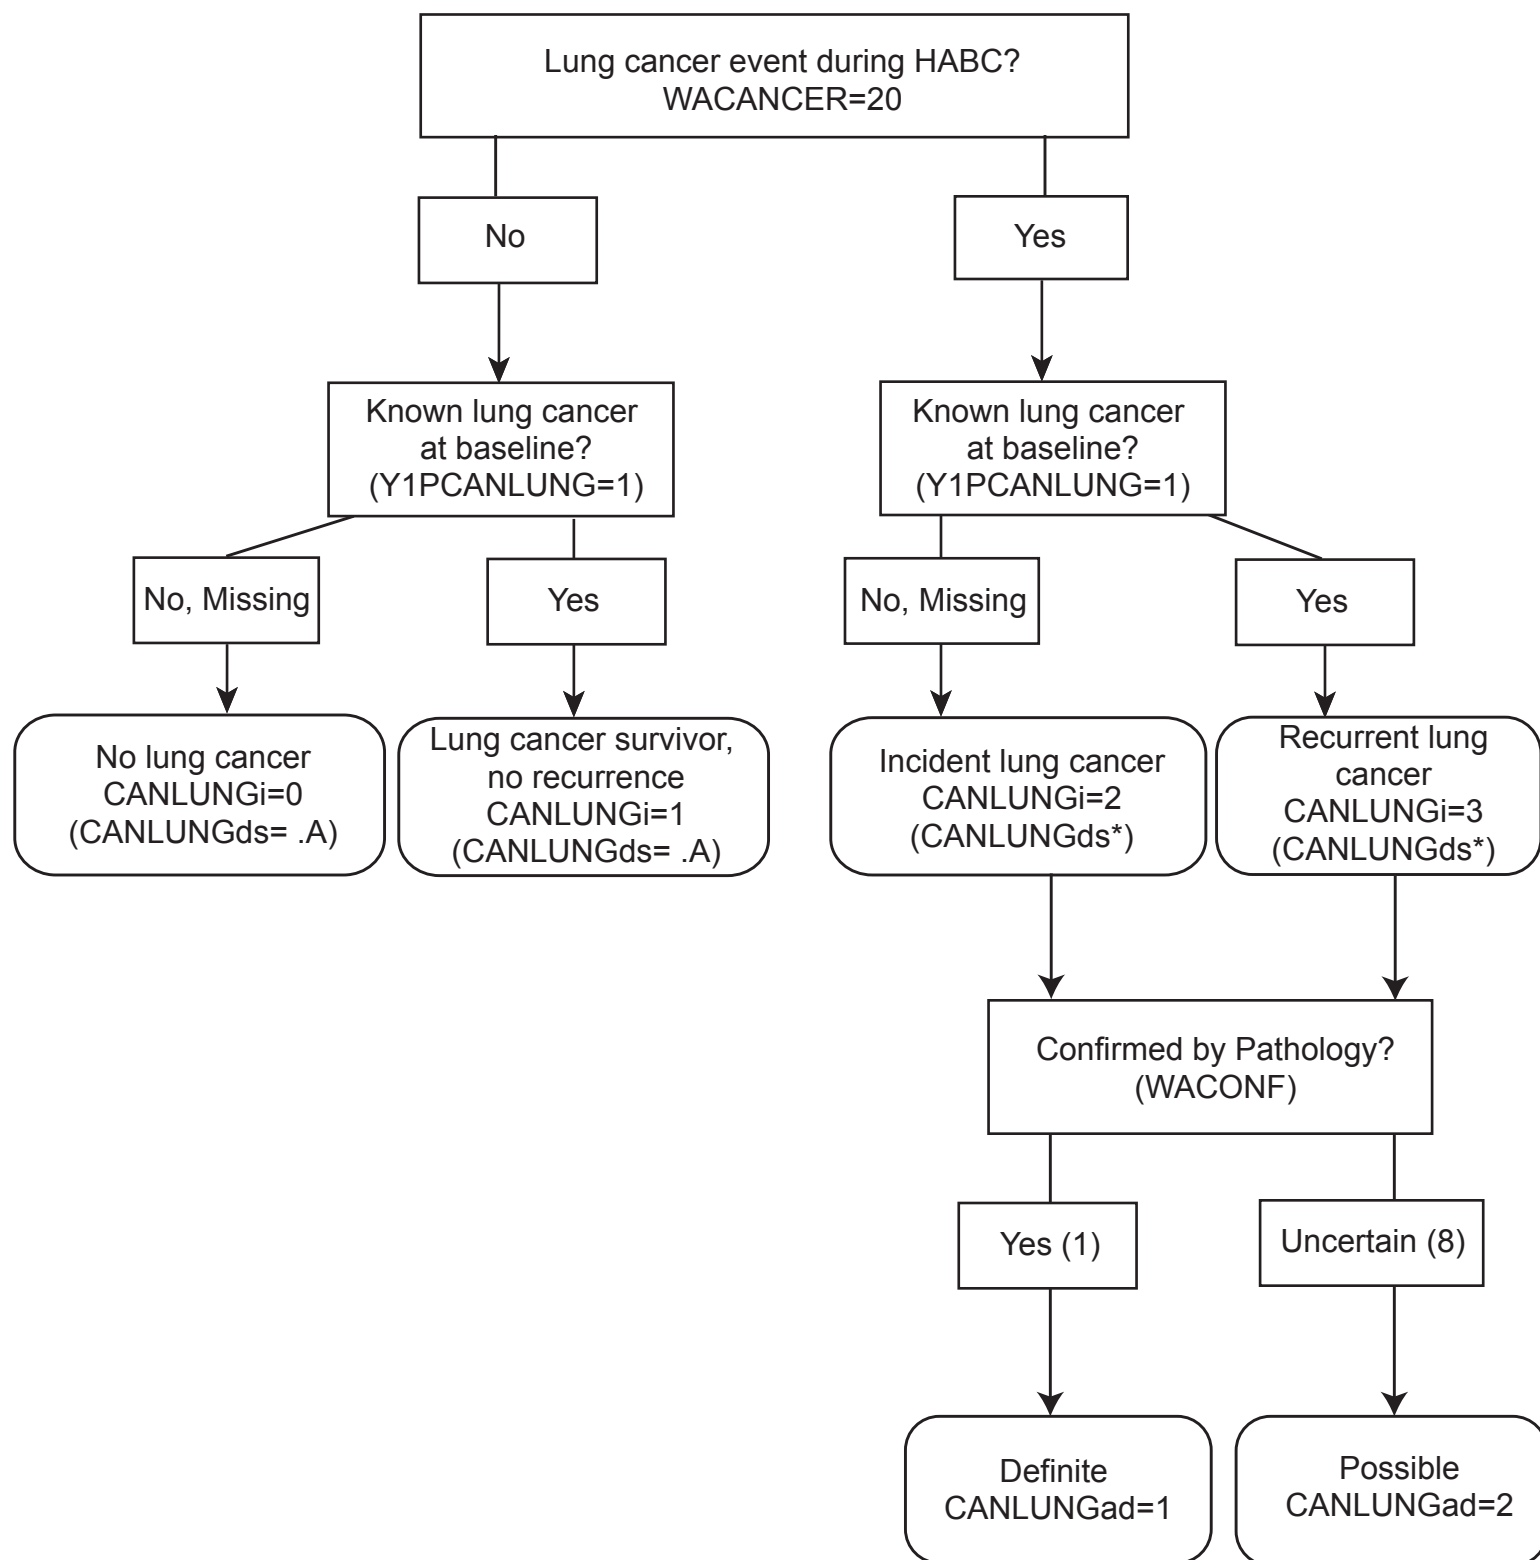 Lung cancer event during HABC?
WACANCER=20
No
Yes
Known lung cancer
at baseline?
(Y1PCANLUNG=1)
Known lung cancer
at baseline?
(Y1PCANLUNG=1)
No, Missing
Yes
No, Missing
Yes
No lung cancer
CANLUNGi=0
(CANLUNGds= .A)
Lung cancer survivor,
no recurrence
CANLUNGi=1
(CANLUNGds= .A)
Incident lung cancer
CANLUNGi=2
(CANLUNGds*)
Recurrent lung
cancer
CANLUNGi=3
(CANLUNGds*)
Confirmed by Pathology?
(WACONF)
Yes (1)
Uncertain (8)
Definite
CANLUNGad=1
Possible
CANLUNGad=2